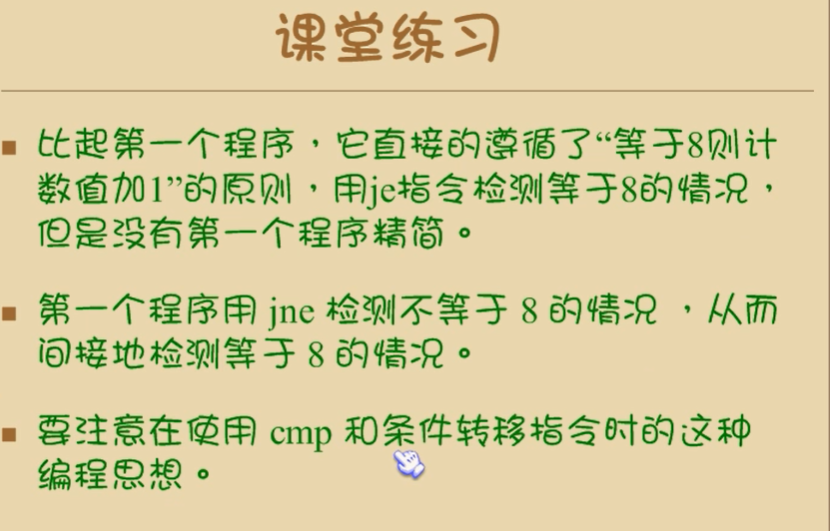 课堂练习
比起第一个程序，它直接的遵循了“等于8则计
数值加1”的原则，用je指令检测等于8的情况，
但是没有第一个程序精简。
第一个程序用 jne 检测不等于 8 的情况 ，从而
间接地检测等于 8 的情况。
要注意在使用 cmp 和条件转移指令时的这种
编程思想。